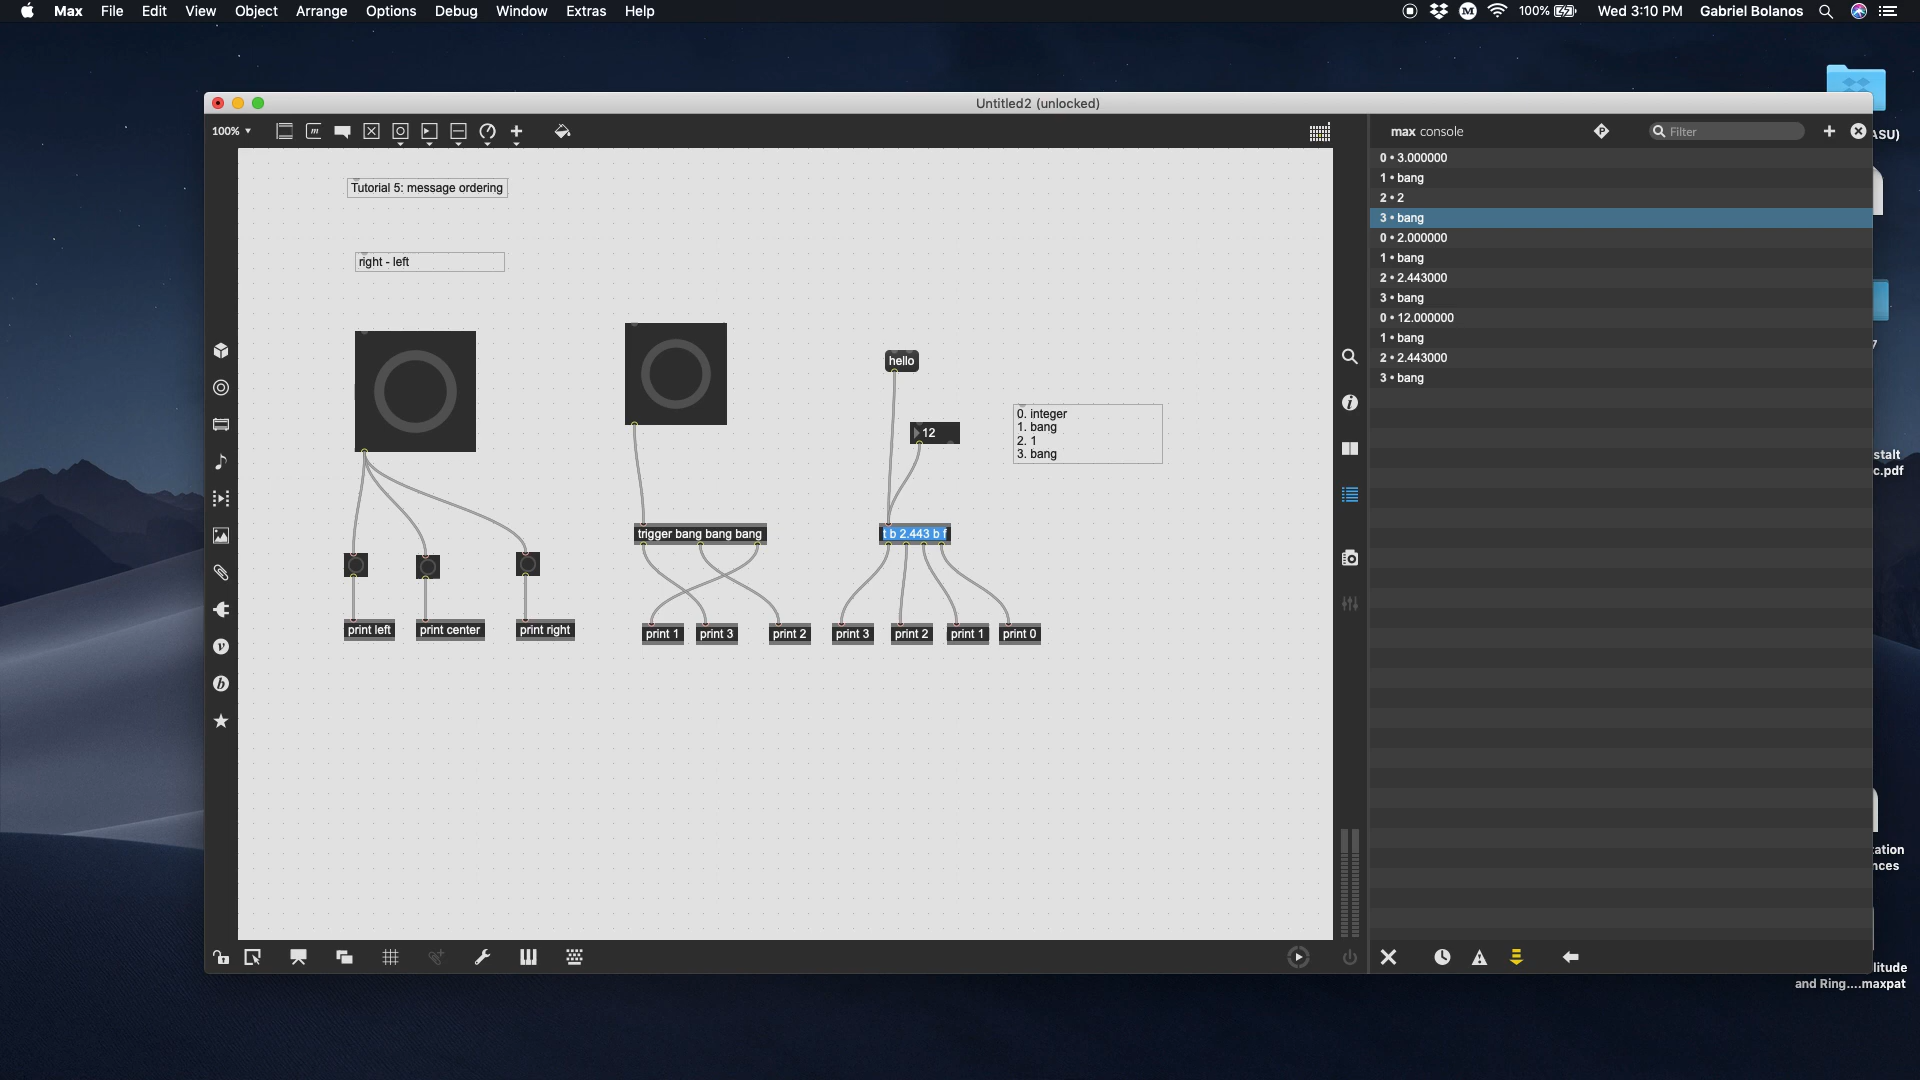 Max File Edit View Object Arrange Options Debug Window Extras Help
100% Wed 3:10 PM Gabriel Bolanos
Untitled2 (unlocked)
100%
max console
Filter
ASU)
Tutorial 5: message ordering
right - left
hello
12
0. integer
1. bang
2. 1
3. bang
trigger bang bang bang
t b 2.443 b f
print left
print center
print right
print 1
print 3
print 2
print 3
print 2
print 1
print 0
0 • 3.000000
1 • bang
2 • 2
3 • bang
0 • 2.000000
1 • bang
2 • 2.443000
3 • bang
0 • 12.000000
1 • bang
2 • 2.443000
3 • bang
7
stalt
c.pdf
tation
nces
litude
and Ring....maxpat